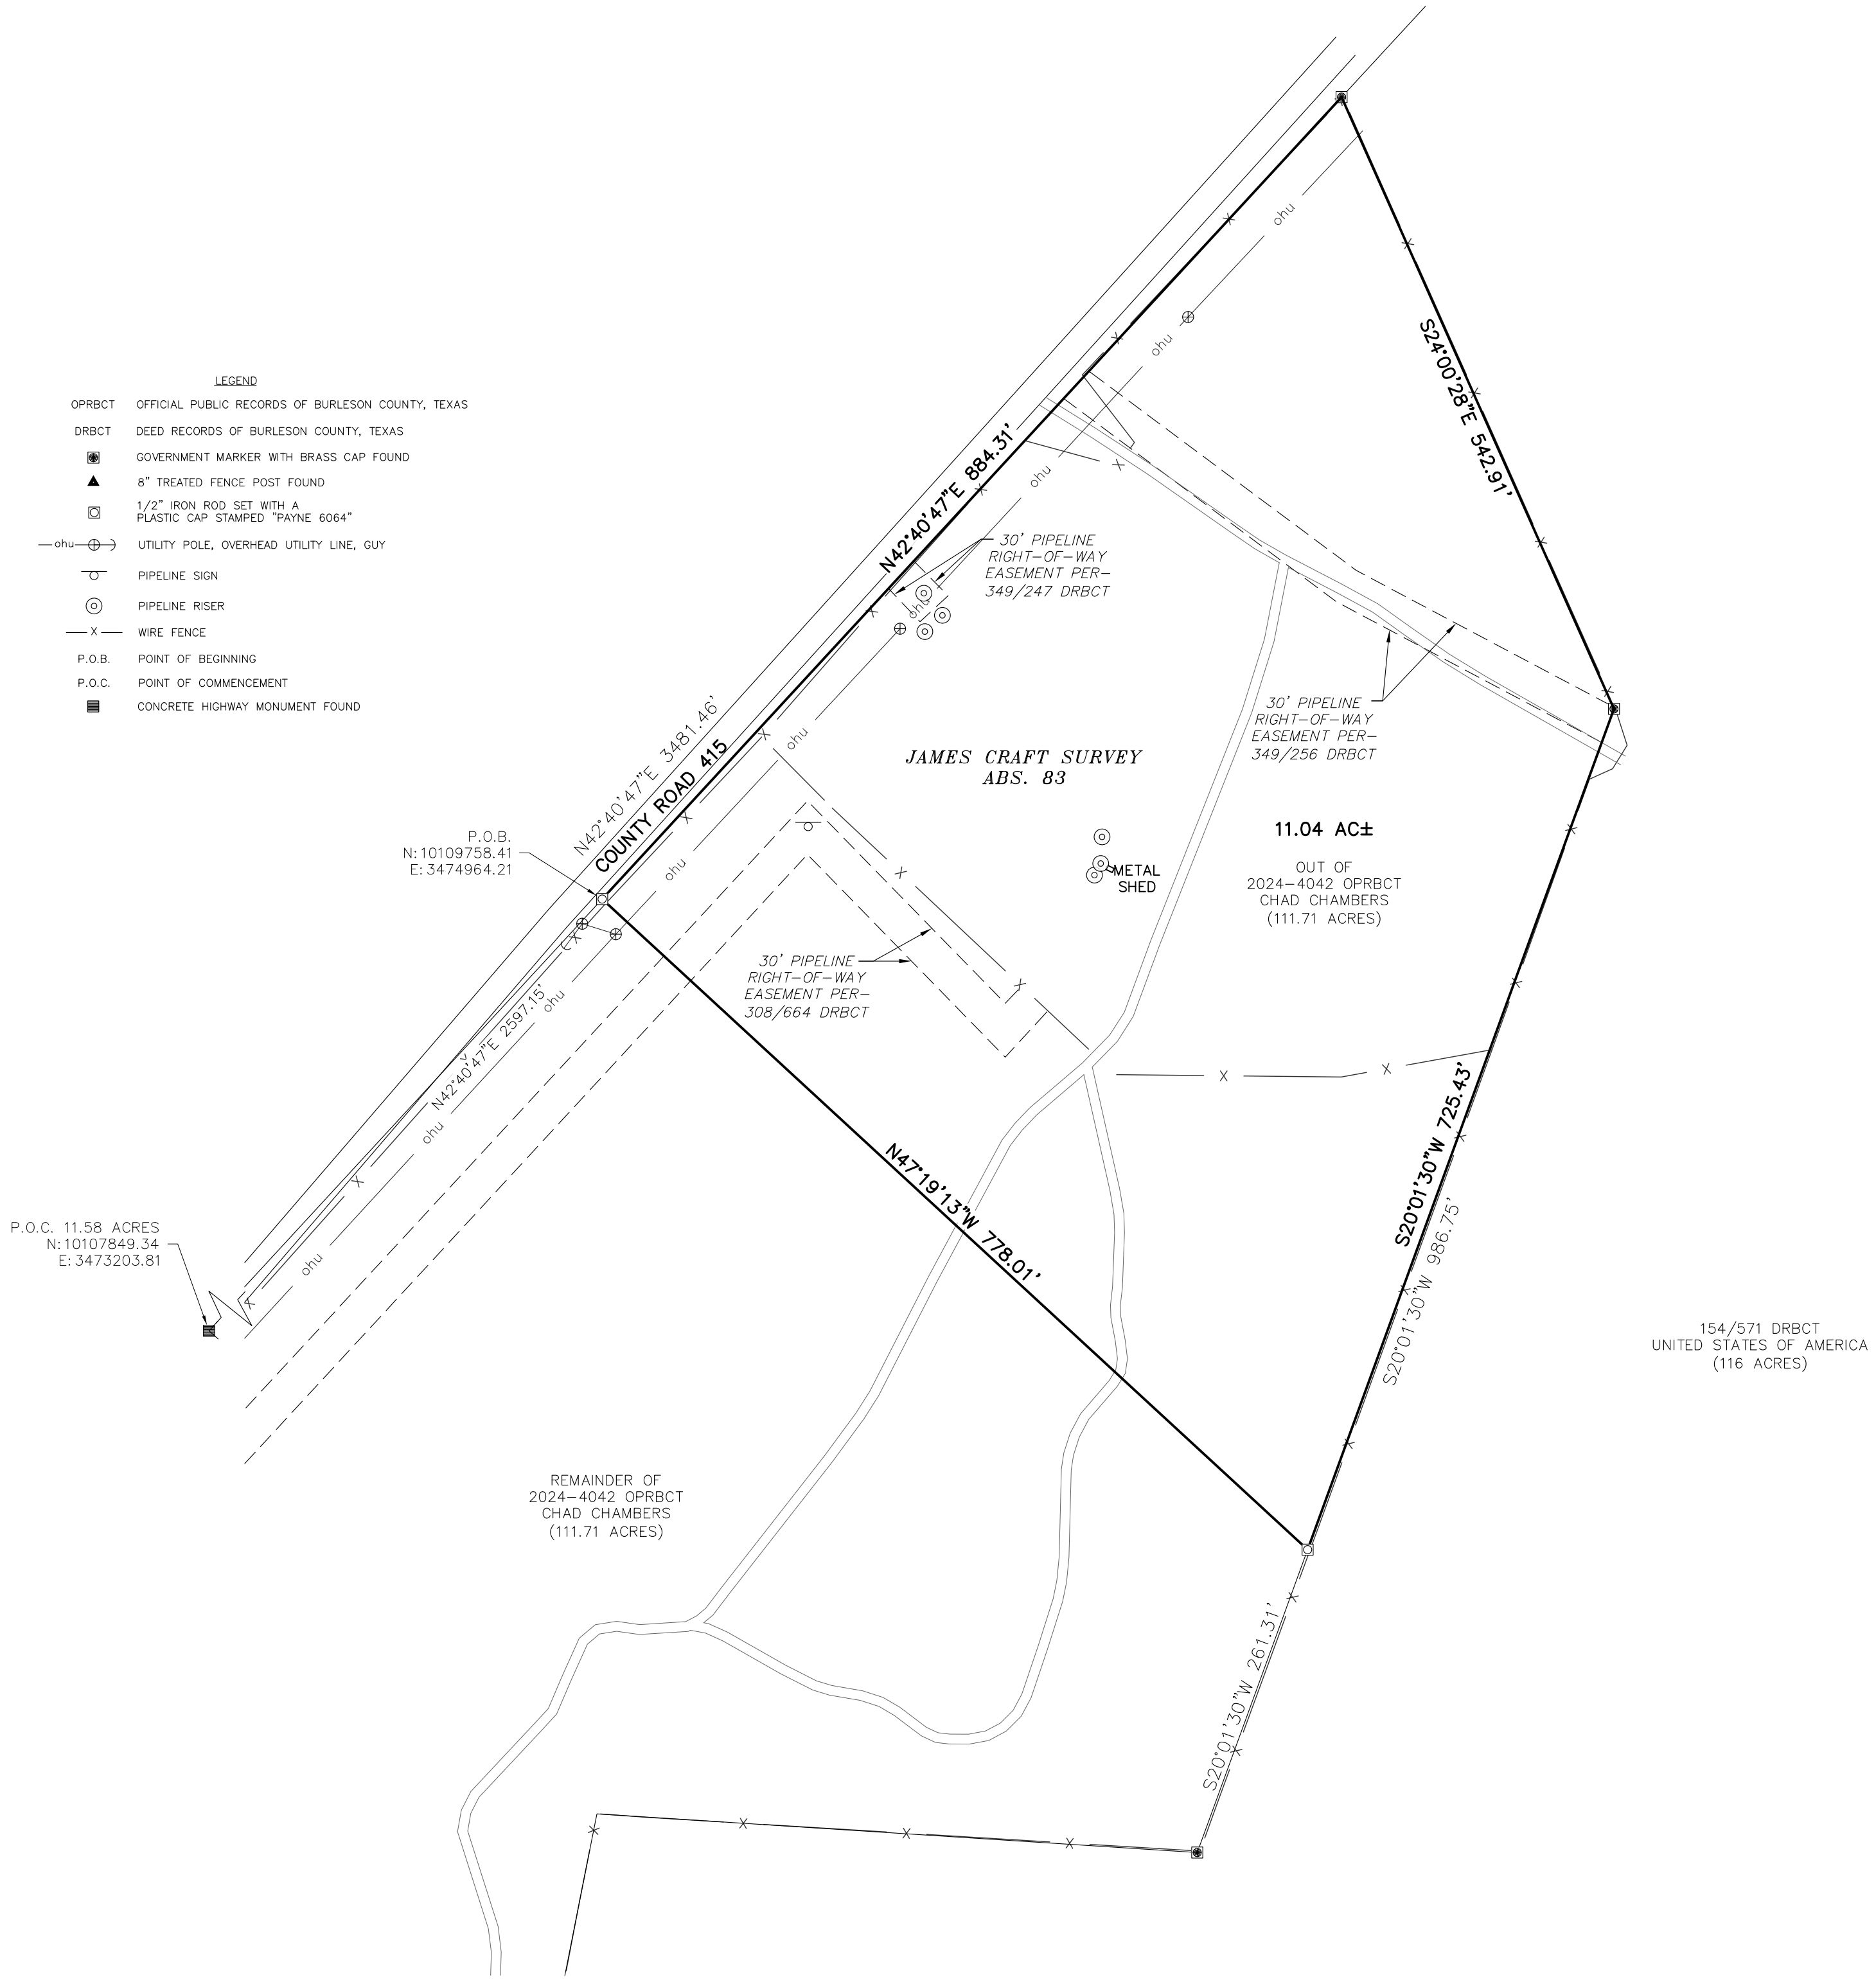 LEGEND
OPRBCT OFFICIAL PUBLIC RECORDS OF BURLESON COUNTY, TEXAS
DRBCT DEED RECORDS OF BURLESON COUNTY, TEXAS
GOVERNMENT MARKER WITH BRASS CAP FOUND
8" TREATED FENCE POST FOUND
1/2" IRON ROD SET WITH A
PLASTIC CAP STAMPED "PAYNE 6064"
ohu UTILITY POLE, OVERHEAD UTILITY LINE, GUY
PIPELINE SIGN
PIPELINE RISER
X WIRE FENCE
P.O.B. POINT OF BEGINNING
P.O.C. POINT OF COMMENCEMENT
CONCRETE HIGHWAY MONUMENT FOUND
ohu
ohu
ohu
ohu
ohu
ohu
ohu
ohu
ohu
S24°00'28"E 542.91'
N42°40'47"E 884.31'
30' PIPELINE
RIGHT-OF-WAY
EASEMENT PER-
349/247 DRBCT
30' PIPELINE
RIGHT-OF-WAY
EASEMENT PER-
349/256 DRBCT
N42°40'47"E 3481.46'
COUNTY ROAD 415
JAMES CRAFT SURVEY
ABS. 83
P.O.B.
N:10109758.41
E:3474964.21
11.04 AC±
OUT OF
2024-4042 OPRBCT
CHAD CHAMBERS
(111.71 ACRES)
METAL
SHED
30' PIPELINE
RIGHT-OF-WAY
EASEMENT PER-
308/664 DRBCT
N42°40'47"E 2597.15'
P.O.C. 11.58 ACRES
N:10107849.34
E:3473203.81
N47°19'13"W 778.01'
S20°01'30"W 725.43'
S20°01'30"W 986.75'
154/571 DRBCT
UNITED STATES OF AMERICA
(116 ACRES)
REMAINDER OF
2024-4042 OPRBCT
CHAD CHAMBERS
(111.71 ACRES)
S20°01'30"W 261.31'